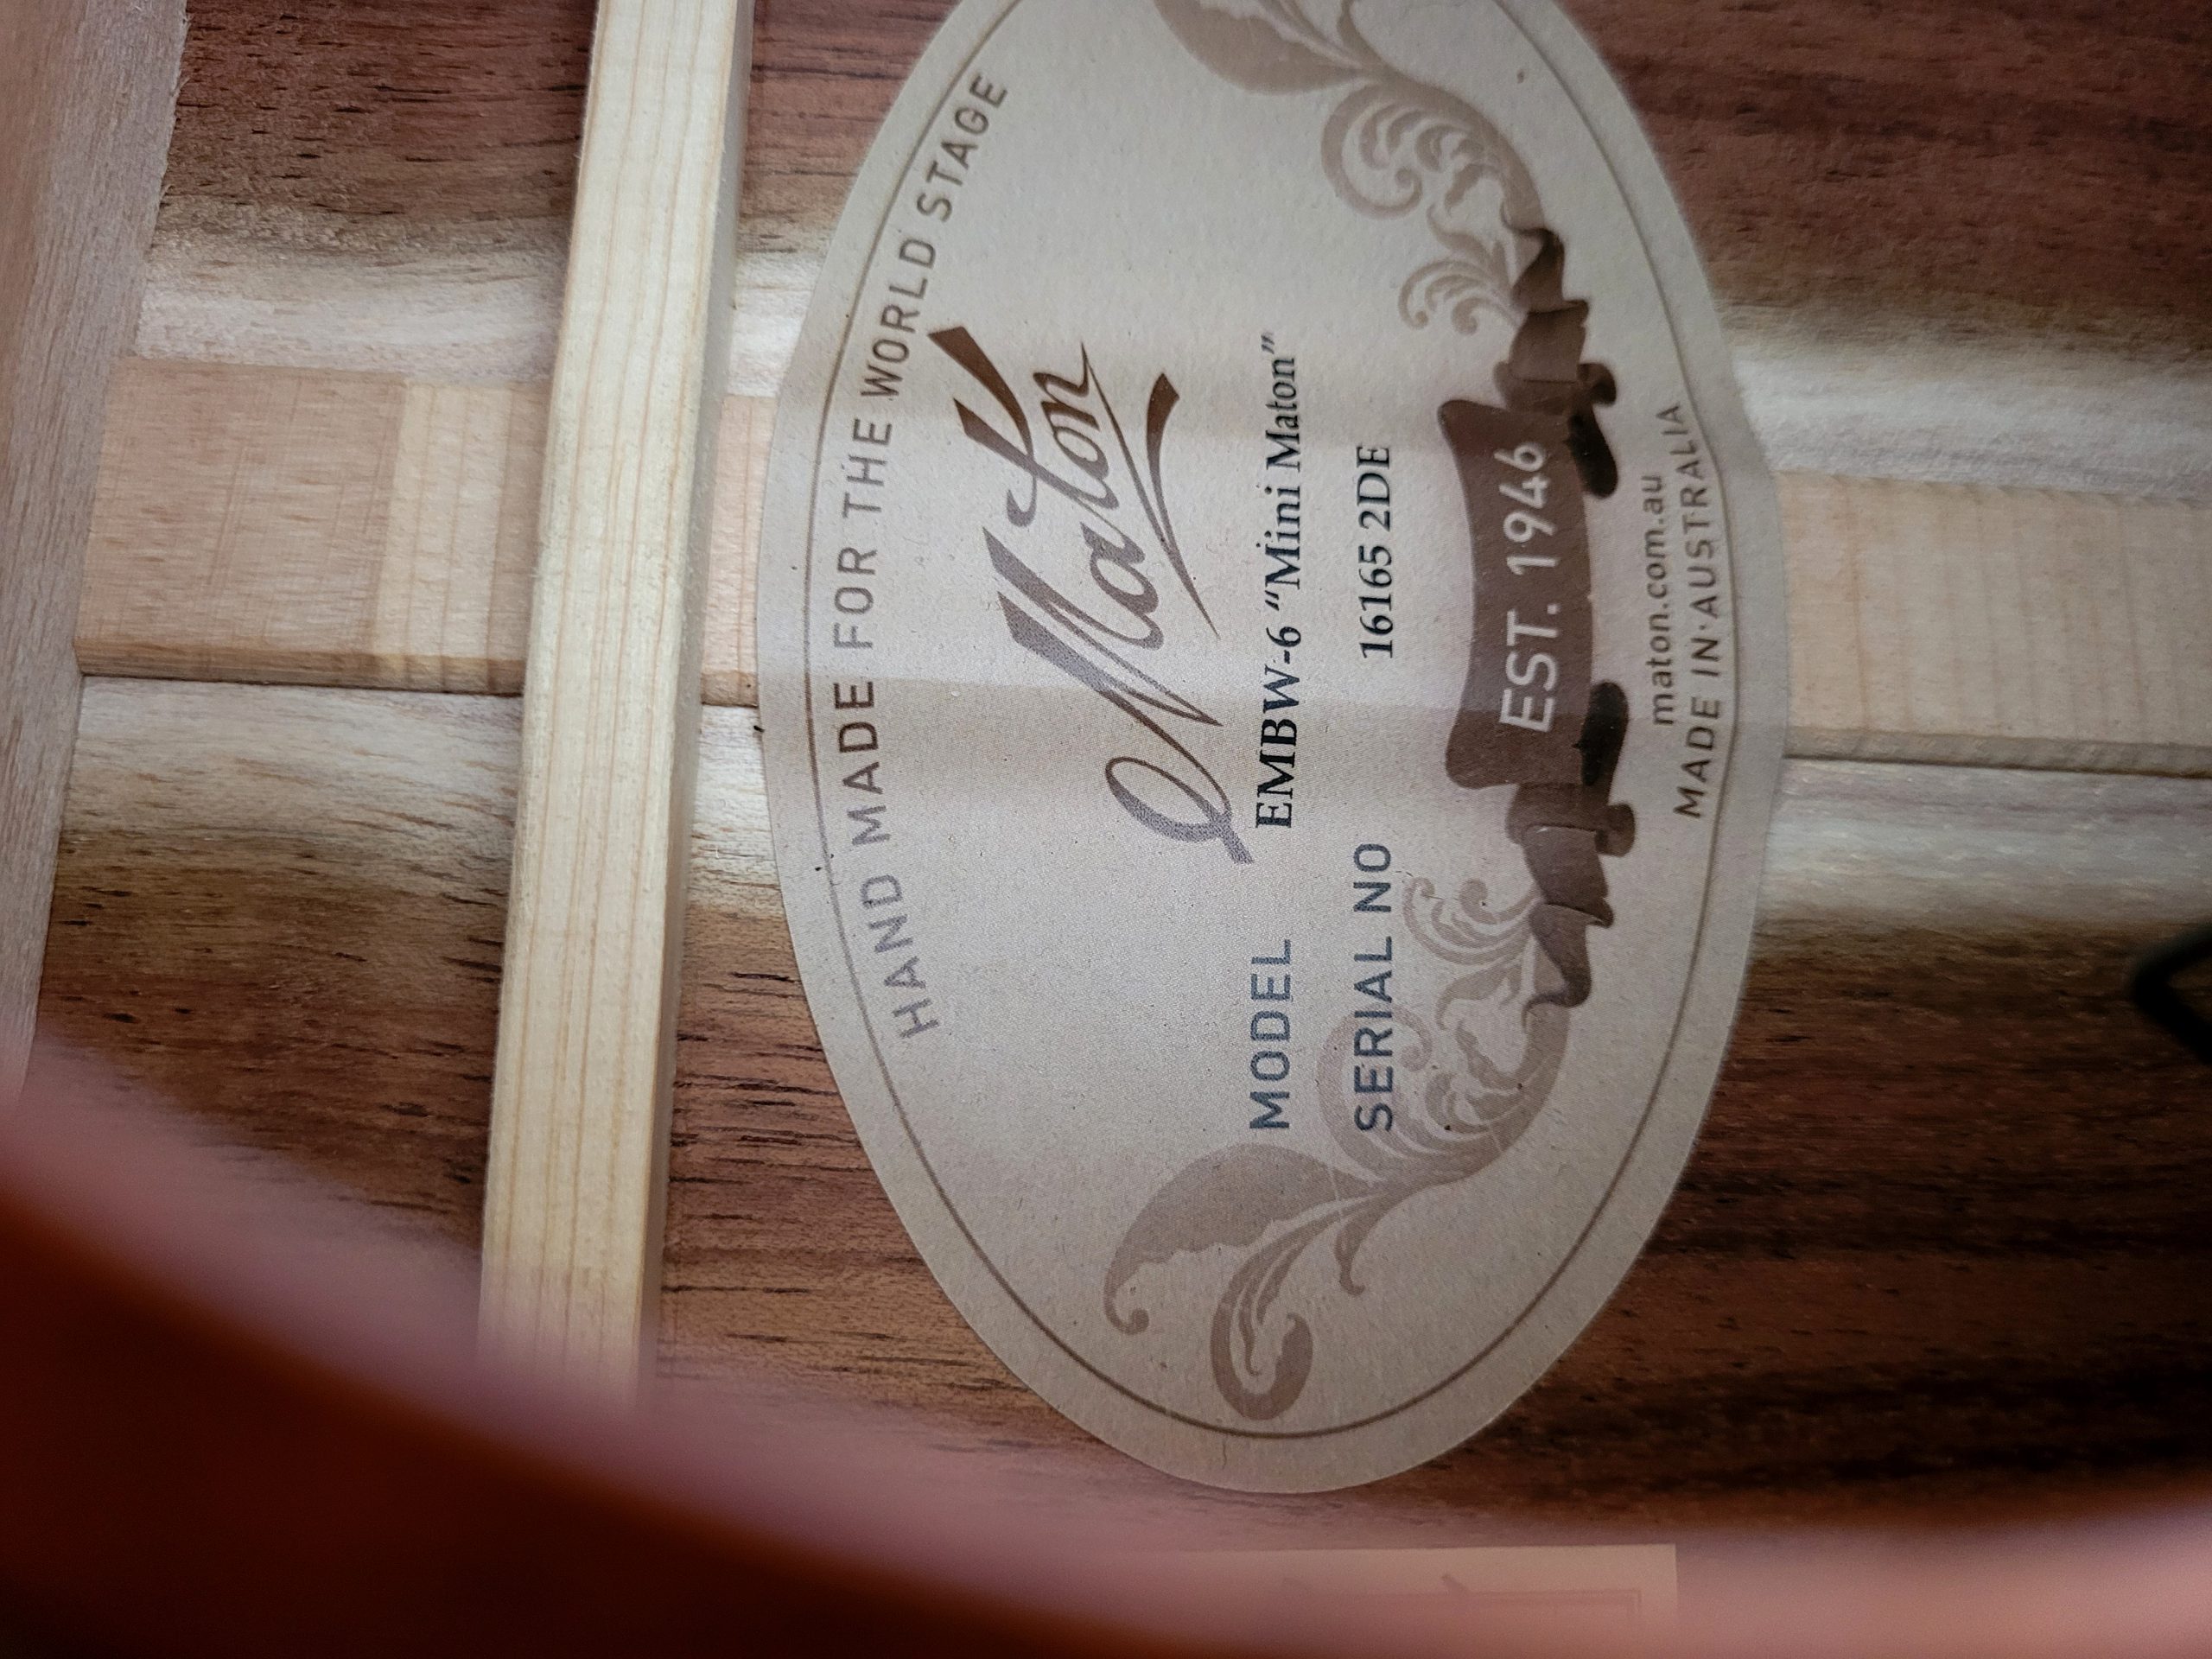 HAND MADE FOR THE WORLD STAGE
Maton
MODEL EMBW-6 “Mini Maton”
SERIAL NO 16165 2DE
EST. 1946
maton.com.au
MADE IN·AUSTRALIA